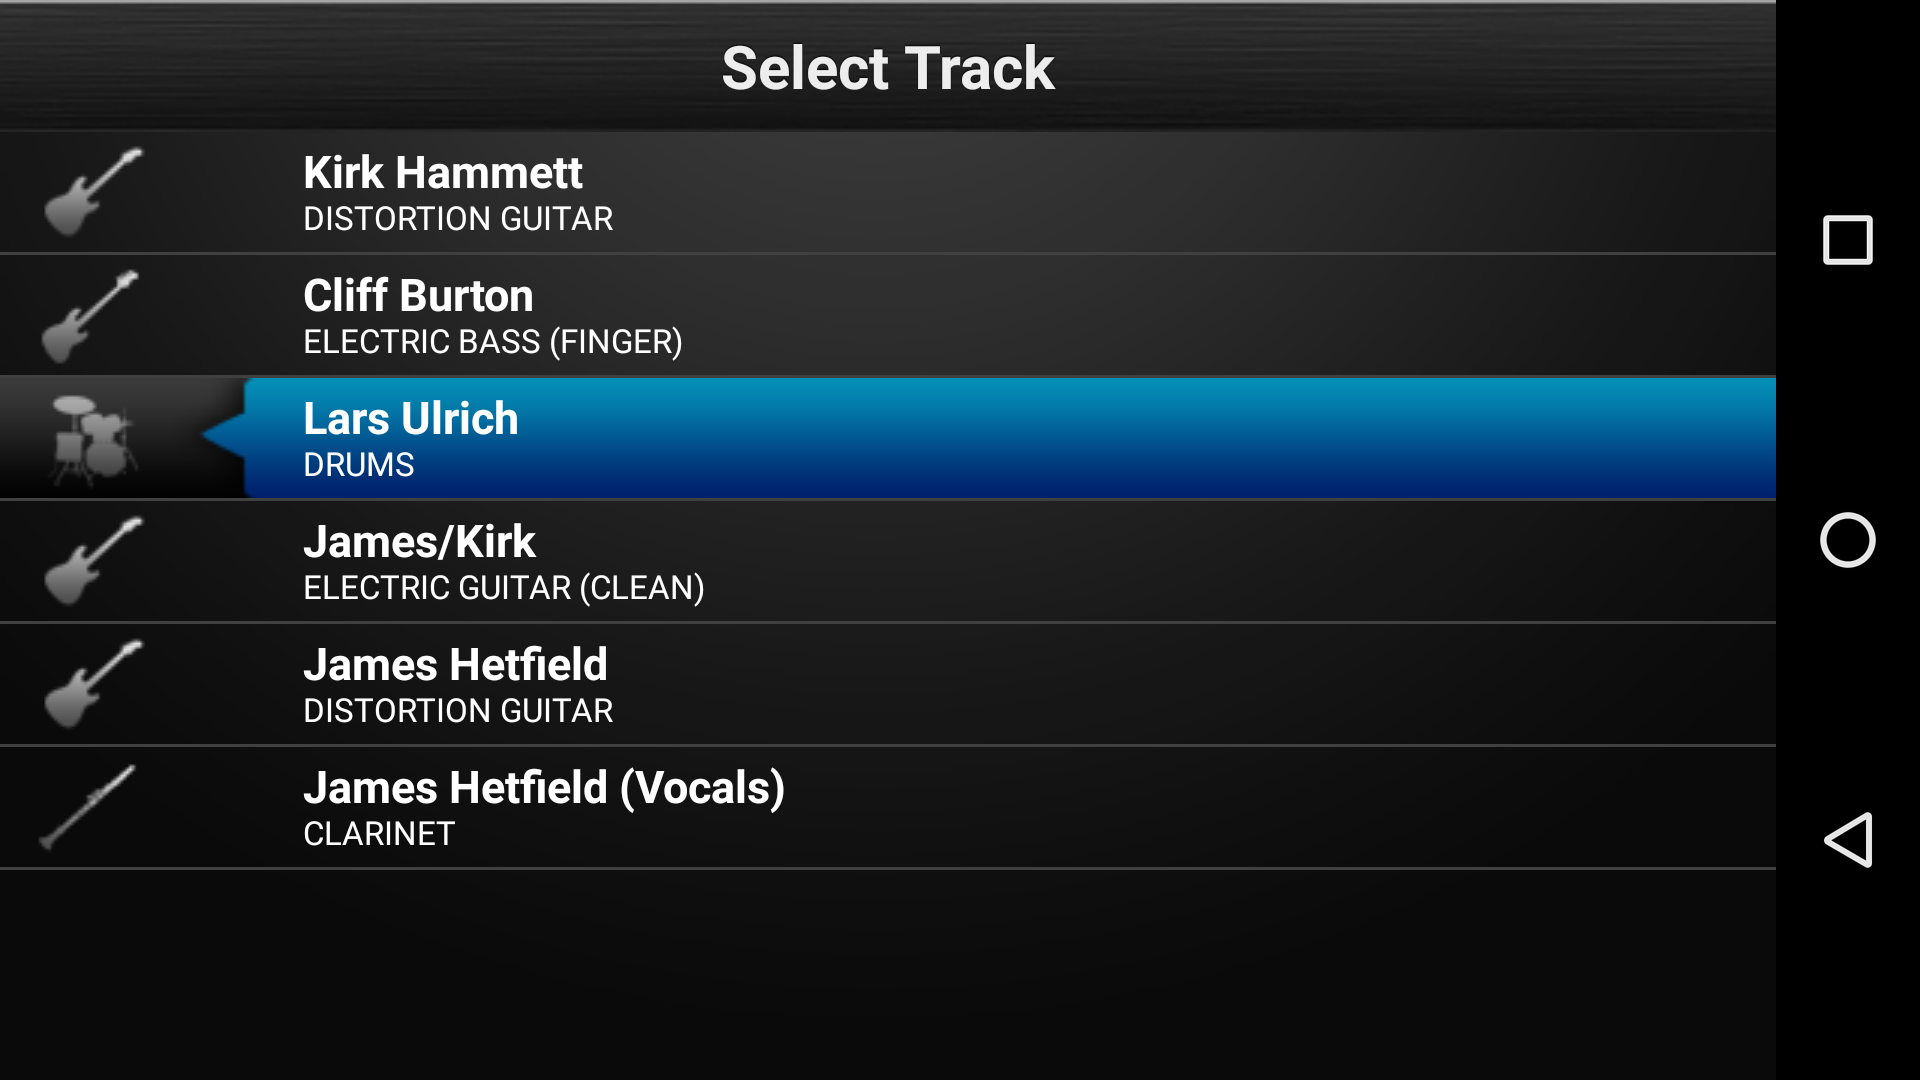 Select Track
Kirk Hammett
DISTORTION GUITAR
Cliff Burton
ELECTRIC BASS (FINGER)
Lars Ulrich
DRUMS
James/Kirk
ELECTRIC GUITAR (CLEAN)
James Hetfield
DISTORTION GUITAR
James Hetfield (Vocals)
CLARINET